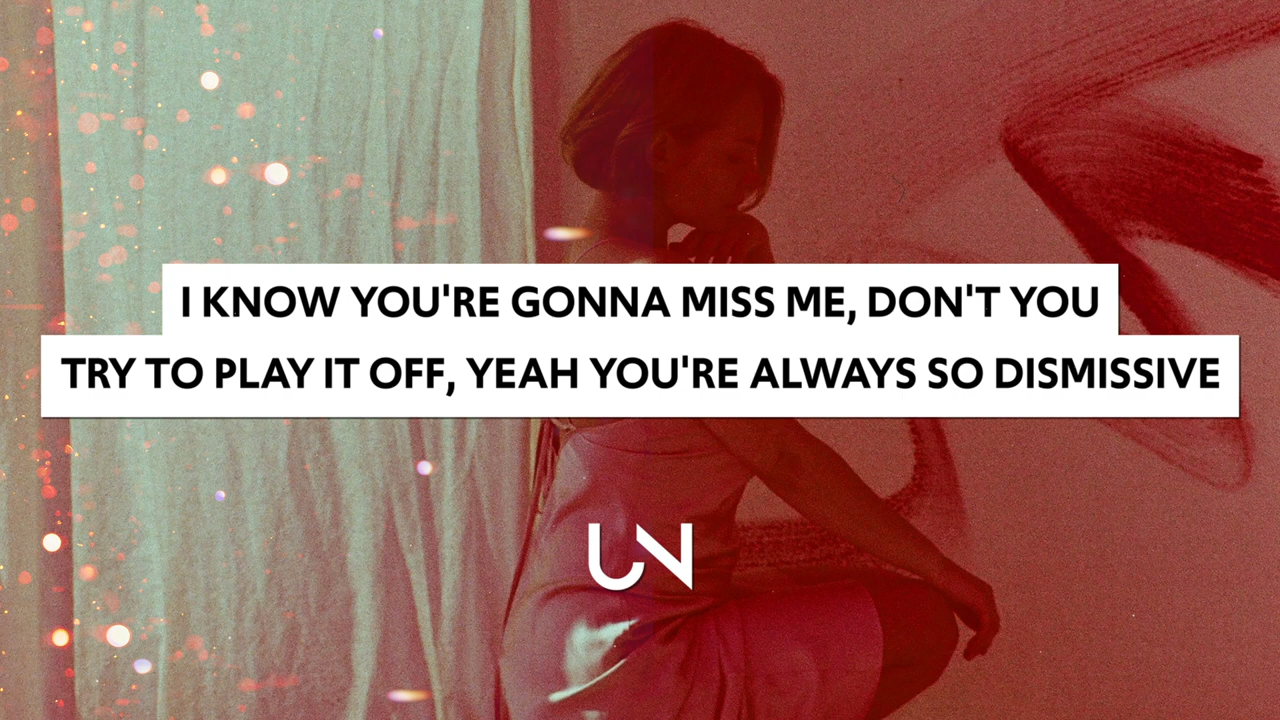 I KNOW YOU'RE GONNA MISS ME, DON'T YOU
TRY TO PLAY IT OFF, YEAH YOU'RE ALWAYS SO DISMISSIVE
UN